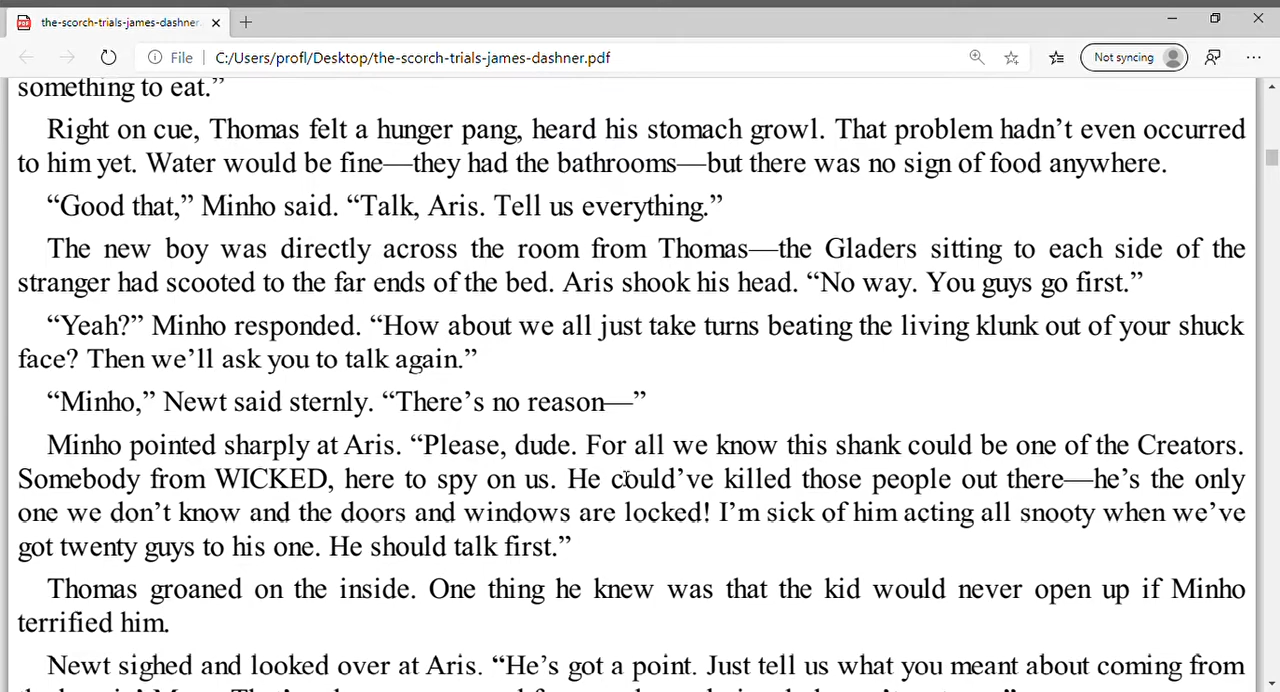 the-scorch-trials-james-dashner
File
C:/Users/profl/Desktop/the-scorch-trials-james-dashner.pdf
Not syncing
something to eat.”
Right on cue, Thomas felt a hunger pang, heard his stomach growl. That problem hadn’t even occurred
to him yet. Water would be fine—they had the bathrooms—but there was no sign of food anywhere.
“Good that,” Minho said. “Talk, Aris. Tell us everything.”
The new boy was directly across the room from Thomas—the Gladers sitting to each side of the
stranger had scooted to the far ends of the bed. Aris shook his head. “No way. You guys go first.”
“Yeah?” Minho responded. “How about we all just take turns beating the living klunk out of your shuck
face? Then we’ll ask you to talk again.”
“Minho,” Newt said sternly. “There’s no reason—”
Minho pointed sharply at Aris. “Please, dude. For all we know this shank could be one of the Creators.
Somebody from WICKED, here to spy on us. He could’ve killed those people out there—he’s the only
one we don’t know and the doors and windows are locked! I’m sick of him acting all snooty when we’ve
got twenty guys to his one. He should talk first.”
Thomas groaned on the inside. One thing he knew was that the kid would never open up if Minho
terrified him.
Newt sighed and looked over at Aris. “He’s got a point. Just tell us what you meant about coming from